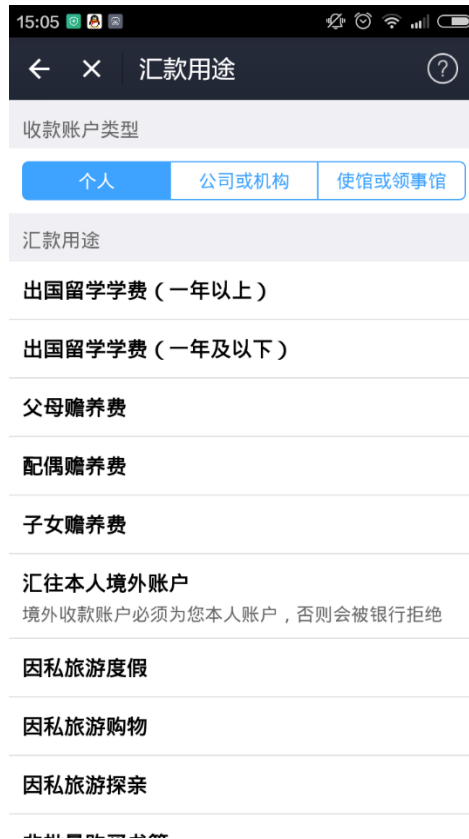 15:05
汇款用途
?
收款账户类型
个人 公司或机构 使馆或领事馆
汇款用途
出国留学学费（一年以上）
出国留学学费（一年及以下）
父母赡养费
配偶赡养费
子女赡养费
汇往本人境外账户
境外收款账户必须为您本人账户，否则会被银行拒绝
因私旅游度假
因私旅游购物
因私旅游探亲